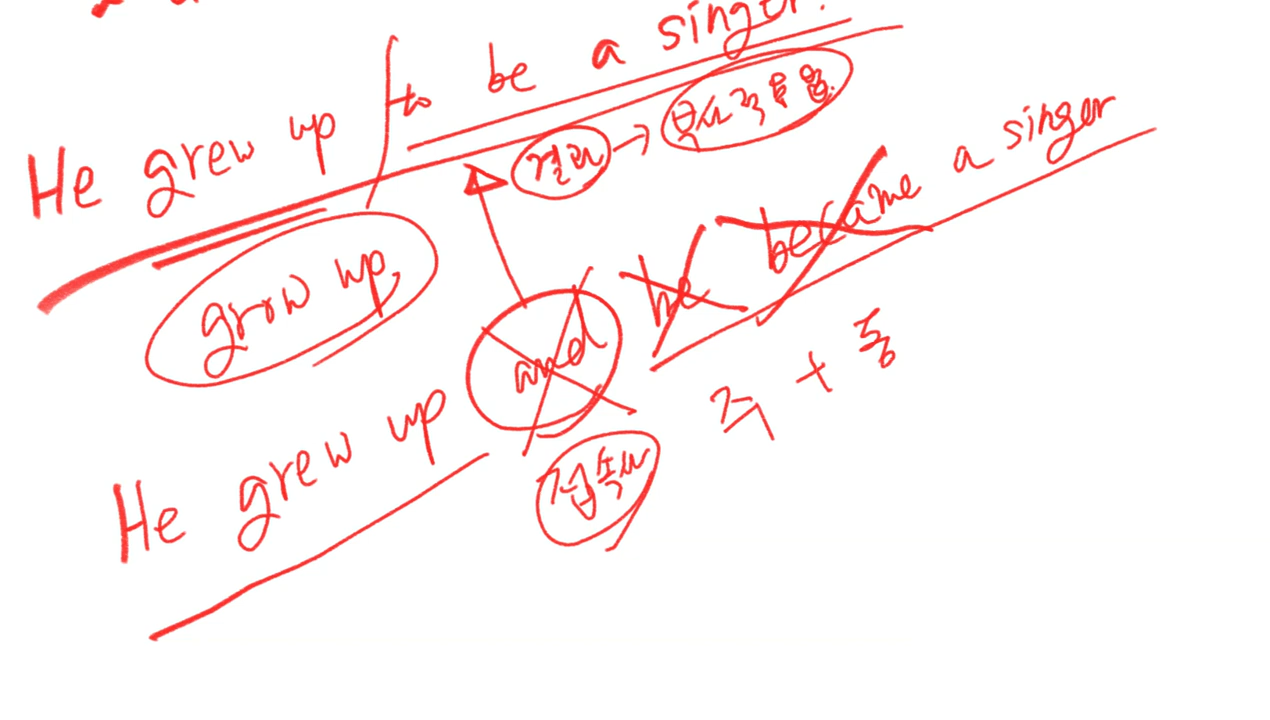 He grew up to be a singer.
결과 → 부사적용법
grow up,
He grew up and he became a singer
접속사
주 + 동